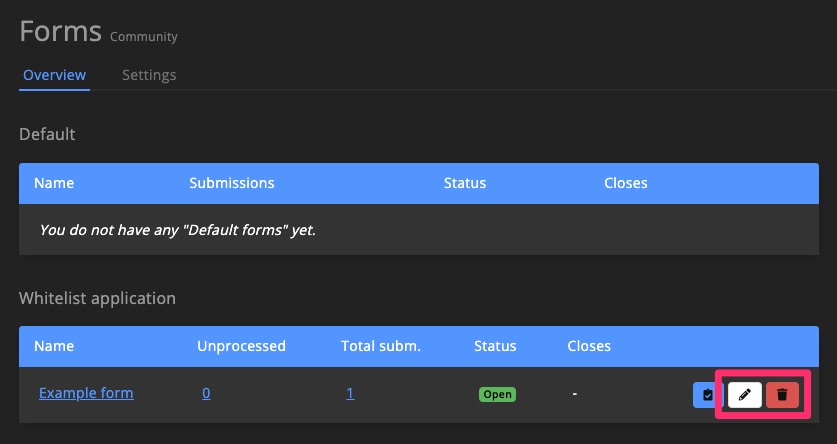 Forms Community
Overview Settings
Default
Name Submissions Status Closes
You do not have any "Default forms" yet.
Whitelist application
Name Unprocessed Total subm. Status Closes
Example form 0 1 Open -